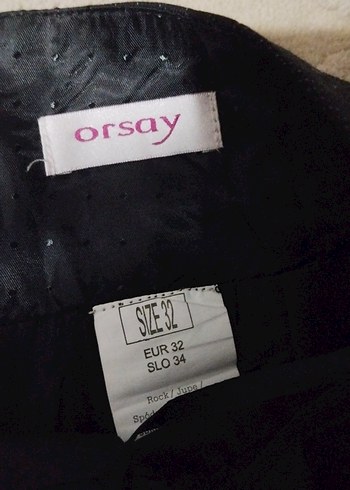 orsay
SIZE 32
EUR 32
SLO 34
Rock/Jupe/